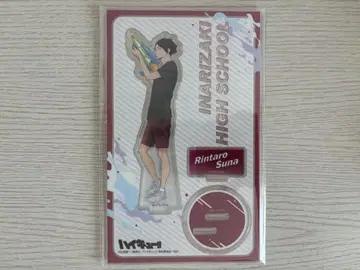 INARIZAKI
HIGH SCHOOL
Rintaro
Suna
ハイキュー!!